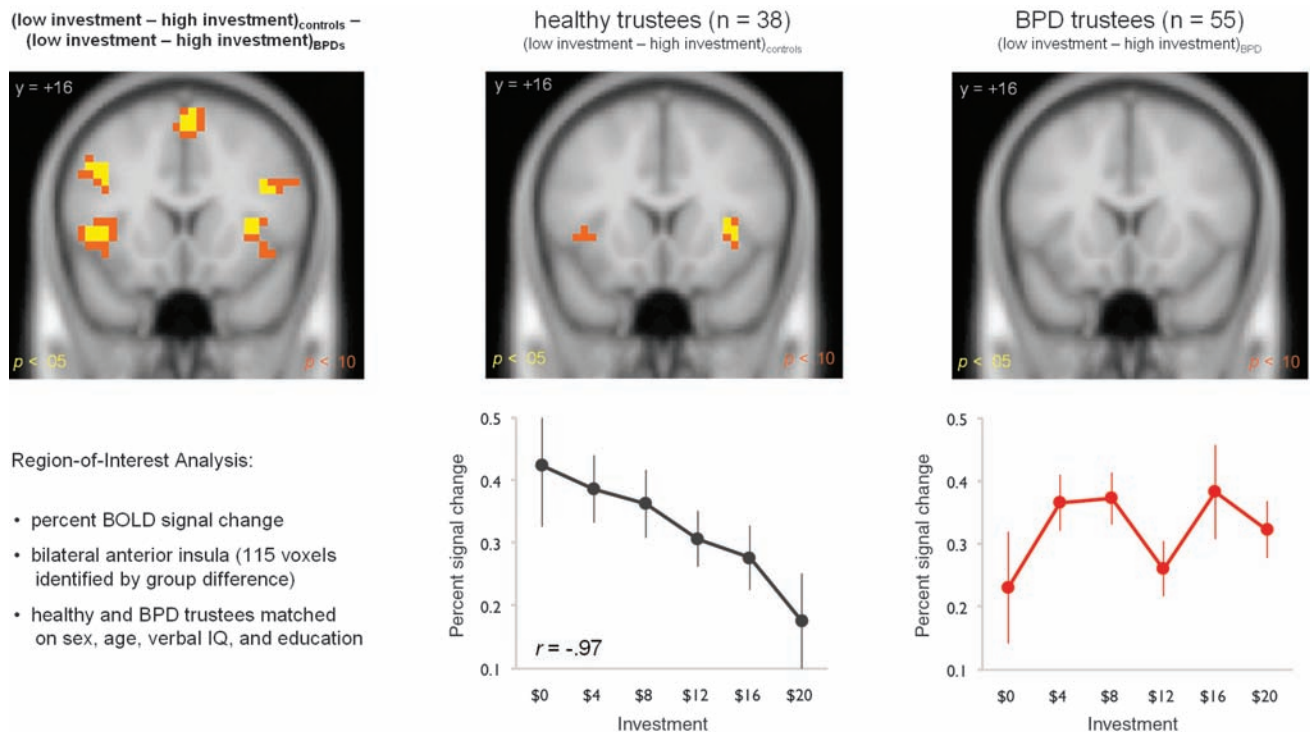 (low investment – high investment)controls –
(low investment – high investment)BPDs
y = +16
p < .05
p < .10
healthy trustees (n = 38)
(low investment – high investment)controls
y = +16
p < .05
p < .10
BPD trustees (n = 55)
(low investment – high investment)BPD
y = +16
p < .05
p < .10
Region-of-Interest Analysis:
• percent BOLD signal change
• bilateral anterior insula (115 voxels
identified by group difference)
• healthy and BPD trustees matched
on sex, age, verbal IQ, and education
Percent signal change
0.5
0.4
0.3
0.2
0.1
r = -.97
$0 $4 $8 $12 $16 $20
Investment
Percent signal change
0.5
0.4
0.3
0.2
0.1
$0 $4 $8 $12 $16 $20
Investment